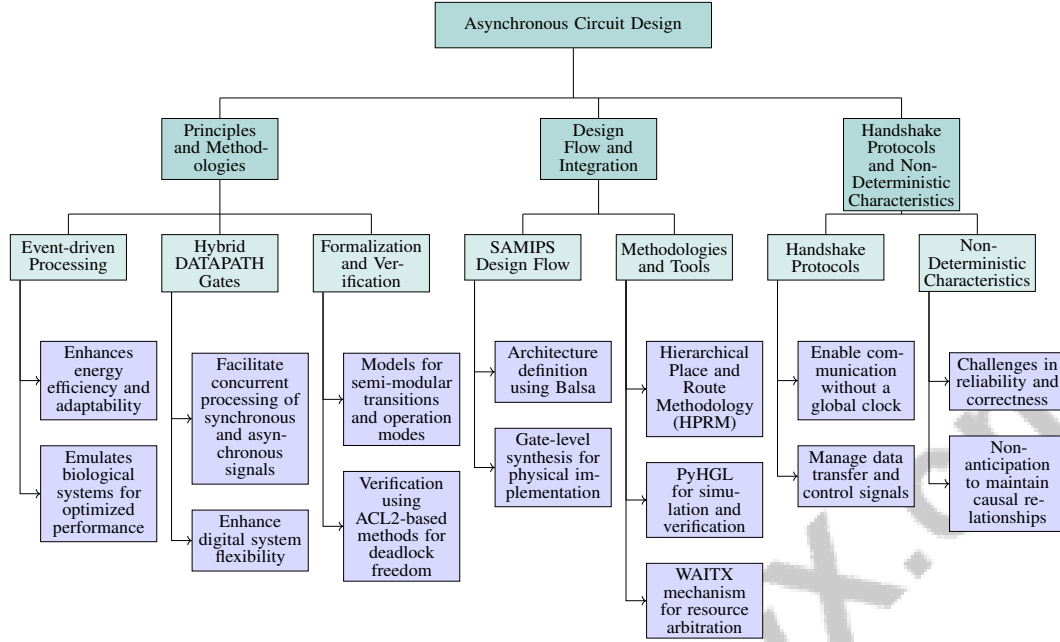 Asynchronous Circuit Design
Principles
and Method-
ologies
Design
Flow and
Integration
Handshake
Protocols
and Non-
Deterministic
Characteristics
Event-driven
Processing
Hybrid
DATAPATH
Gates
Formalization
and Ver-
ification
SAMIPS
Design Flow
Methodologies
and Tools
Handshake
Protocols
Non-
Deterministic
Characteristics
Enhances
energy
efficiency and
adaptability
Emulates
biological
systems for
optimized
performance
Facilitate
concurrent
processing of
synchronous
and asyn-
chronous
signals
Enhance
digital system
flexibility
Models for
semi-modular
transitions
and operation
modes
Verification
using
ACL2-based
methods for
deadlock
freedom
Architecture
definition
using Balsa
Gate-level
synthesis for
physical im-
plementation
Hierarchical
Place and
Route
Methodology
(HPRM)
PyHGL
for simu-
lation and
verification
WAITX
mechanism
for resource
arbitration
Enable com-
munication
without a
global clock
Manage data
transfer and
control signals
Challenges in
reliability and
correctness
Non-
anticipation
to maintain
causal re-
lationships